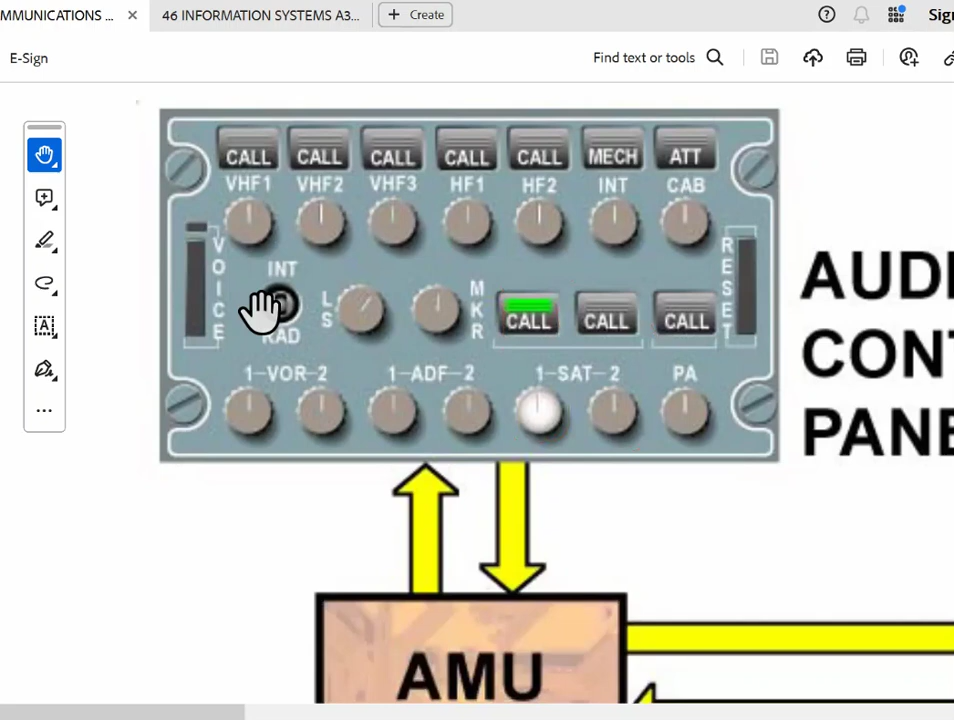 MMUNICATIONS ...
46 INFORMATION SYSTEMS A3...
Create
Sign
E-Sign
Find text or tools
CALL CALL CALL CALL CALL MECH ATT
VHF1 VHF2 VHF3 HF1 HF2 INT CAB
VOICE
INT
RAD
LS
MKR
CALL CALL CALL
RESET
1-VOR-2 1-ADF-2 1-SAT-2 PA
AUDI
CONT
PANE
AMU